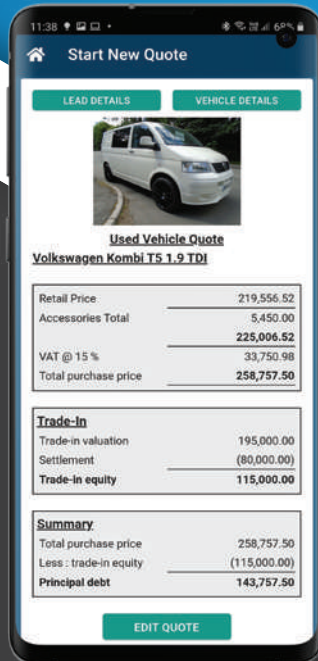 11:38
68%
Start New Quote
LEAD DETAILS VEHICLE DETAILS
Used Vehicle Quote
Volkswagen Kombi T5 1.9 TDI
Retail Price 219,556.52
Accessories Total 5,450.00
225,006.52
VAT @ 15 % 33,750.98
Total purchase price 258,757.50
Trade-In
Trade-in valuation 195,000.00
Settlement (80,000.00)
Trade-in equity 115,000.00
Summary
Total purchase price 258,757.50
Less : trade-in equity (115,000.00)
Principal debt 143,757.50
EDIT QUOTE